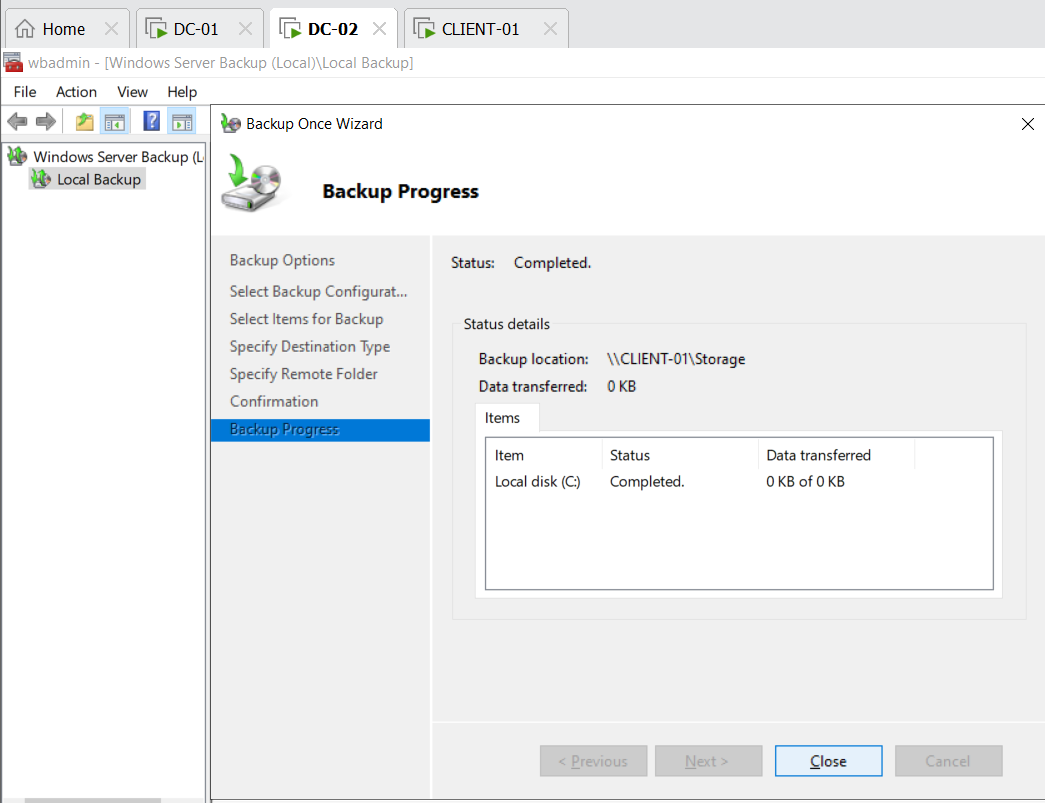 Home DC-01 DC-02 CLIENT-01
wbadmin - [Windows Server Backup (Local)\Local Backup]
File Action View Help
Backup Once Wizard
Windows Server Backup (L
Local Backup
Backup Progress
Backup Options
Select Backup Configurat...
Select Items for Backup
Specify Destination Type
Specify Remote Folder
Confirmation
Backup Progress
Status: Completed.
Status details
Backup location: \\CLIENT-01\Storage
Data transferred: 0 KB
Items
Item Status Data transferred
Local disk (C:) Completed. 0 KB of 0 KB
< Previous Next > Close Cancel